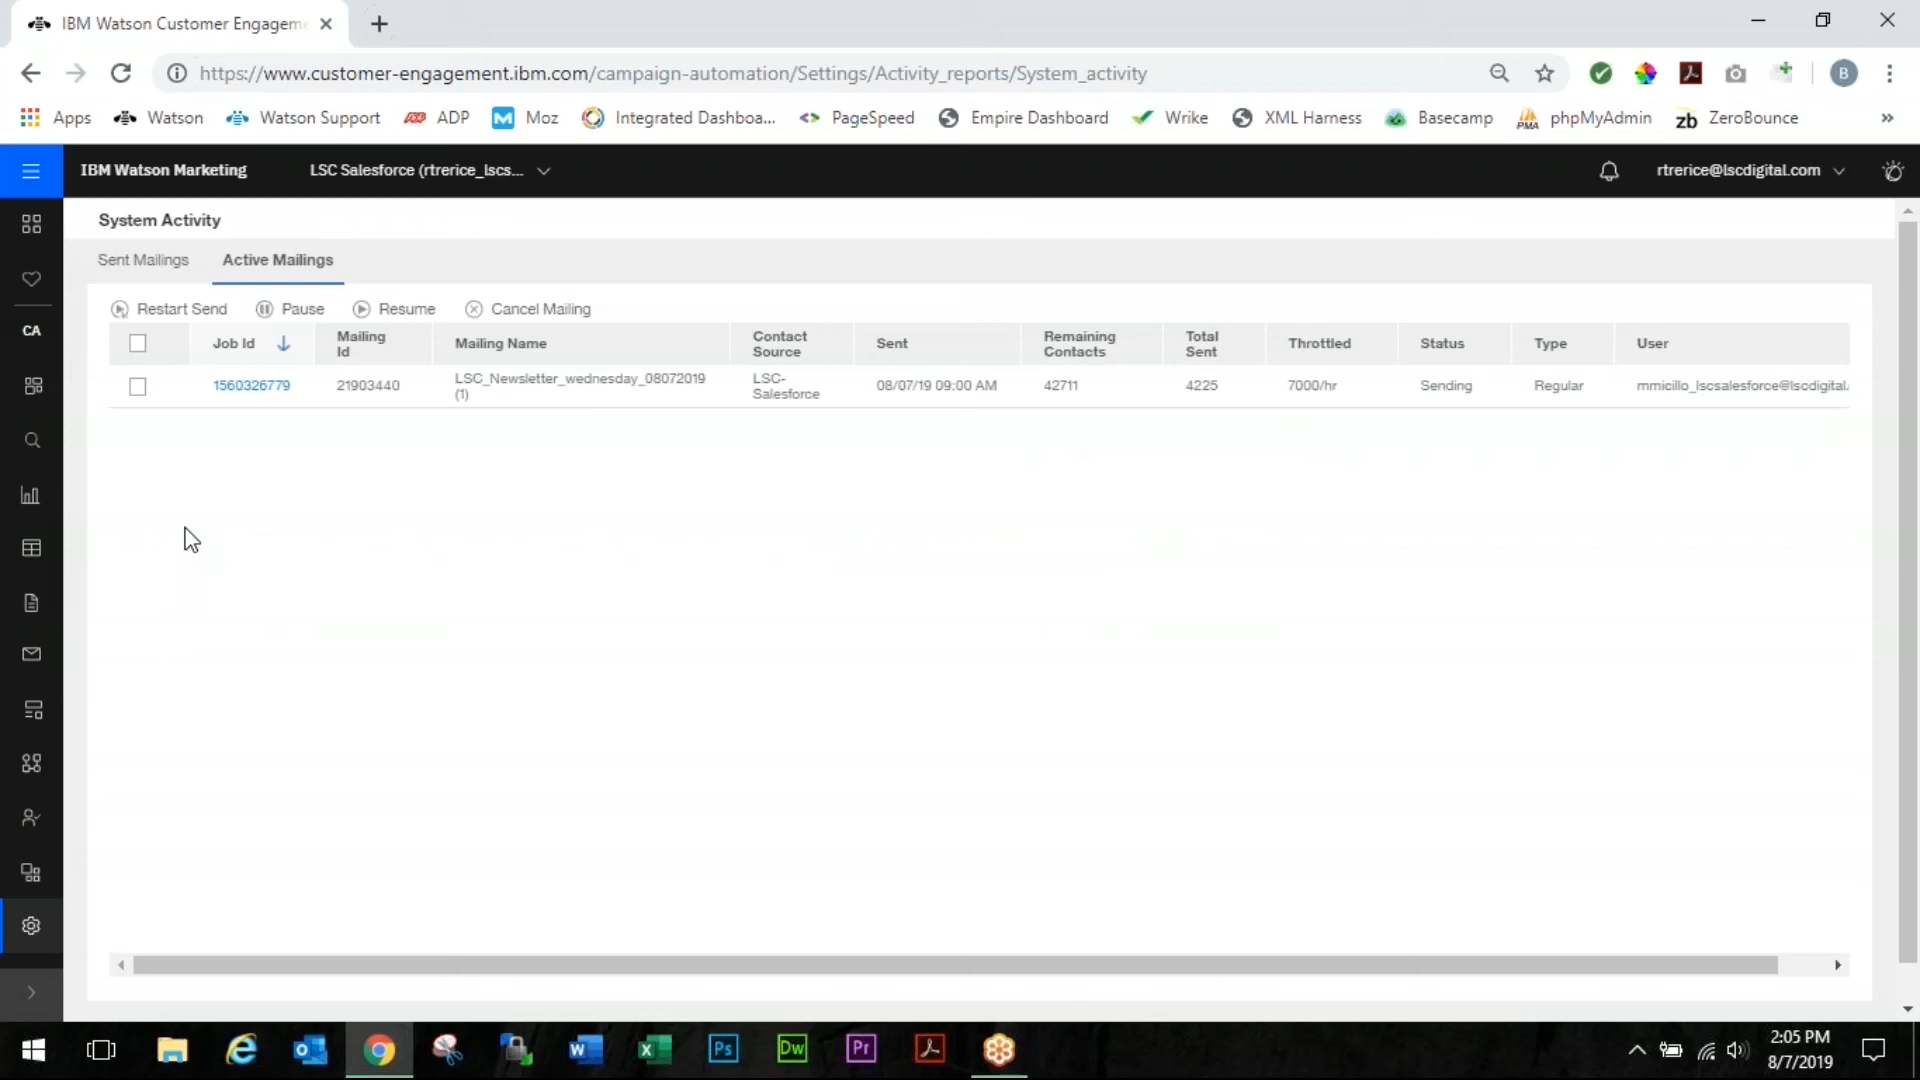 IBM Watson Customer Engagem
https://www.customer-engagement.ibm.com/campaign-automation/Settings/Activity_reports/System_activity
B
Apps Watson Watson Support ADP Moz Integrated Dashboa... PageSpeed Empire Dashboard Wrike XML Harness Basecamp phpMyAdmin ZeroBounce »
IBM Watson Marketing LSC Salesforce (rtrerice_lscs... rtrerice@lscdigital.com
System Activity
Sent Mailings Active Mailings
Restart Send Pause Resume Cancel Mailing
CA
Job Id Mailing Id Mailing Name Contact Source Sent Remaining Contacts Total Sent Throttled Status Type User
1560326779 21903440 LSC_Newsletter_wednesday_08072019 (1) LSC-Salesforce 08/07/19 09:00 AM 42711 4225 7000/hr Sending Regular mmicillo_lscsalesforce@lscdigital.
2:05 PM
8/7/2019